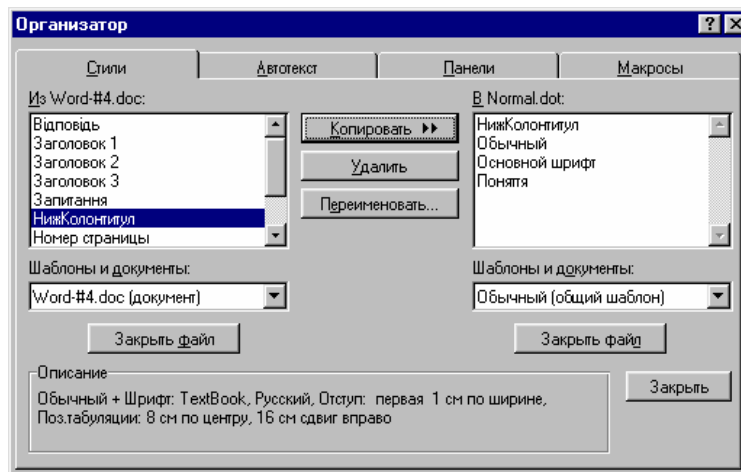 Организатор
Стили Автотекст Панели Макросы
Из Word-#4.doc:
Відповідь
Заголовок 1
Заголовок 2
Заголовок 3
Запитання
НижКолонтитул
Номер страницы
Копировать
Удалить
Переименовать...
В Normal.dot:
НижКолонтитул
Обычный
Основной шрифт
Поняття
Шаблоны и документы:
Word-#4.doc (документ)
Закрыть файл
Шаблоны и документы:
Обычный (общий шаблон)
Закрыть файл
Описание
Обычный + Шрифт: TextBook, Русский, Отступ: первая 1 см по ширине,
Поз.табуляции: 8 см по центру, 16 см сдвиг вправо
Закрыть